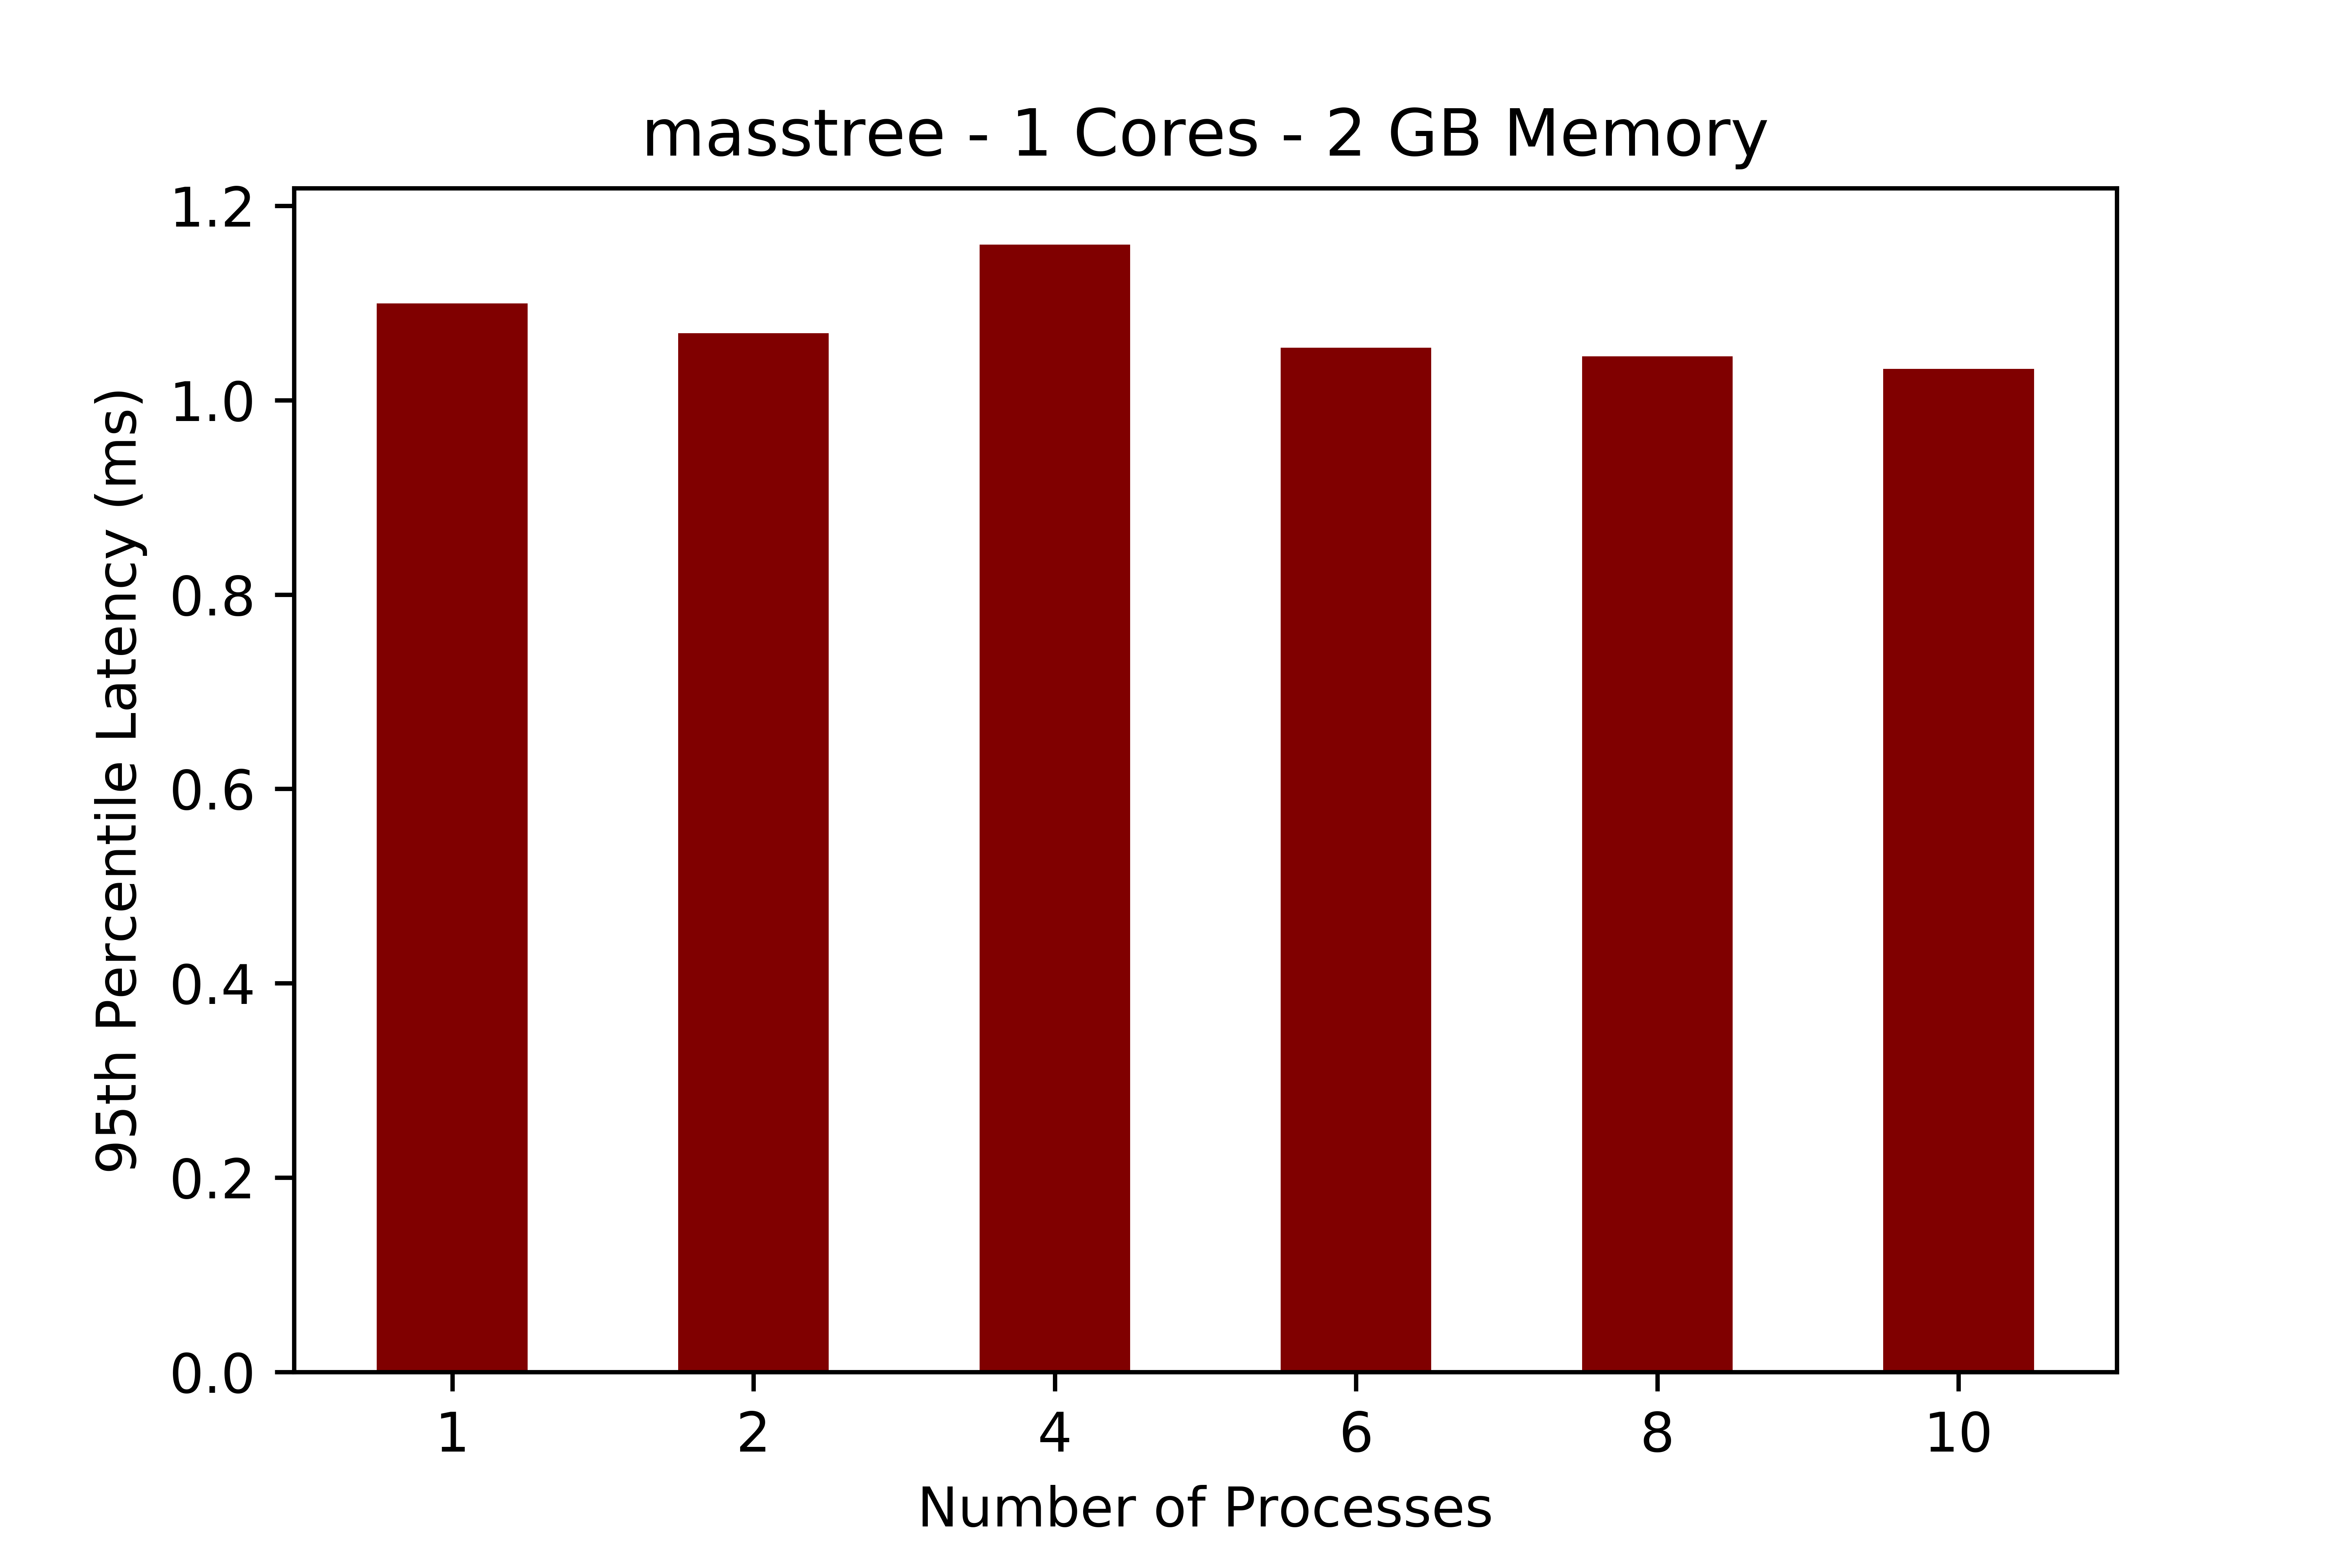 masstree - 1 Cores - 2 GB Memory
95th Percentile Latency (ms)
1.2
1.0
0.8
0.6
0.4
0.2
0.0
1 2 4 6 8 10
Number of Processes